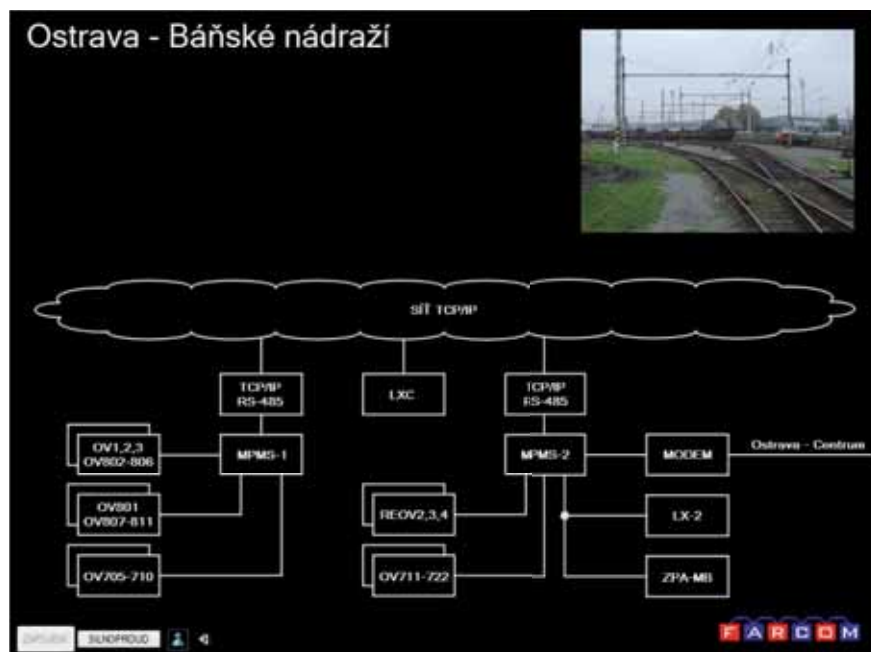 Ostrava - Báňské nádraží
SÍŤ TCP/IP
TCP/IP
RS-485
LXC
TCP/IP
RS-485
OV1,2,3
OV802-806
MPMS-1
MPMS-2
MODEM
Ostrava - Centrum
OV801
OV807-811
REOV2,3,4
LX-2
OV705-710
OV711-722
ZPA-MB
SILNOPROUD
FARCOM